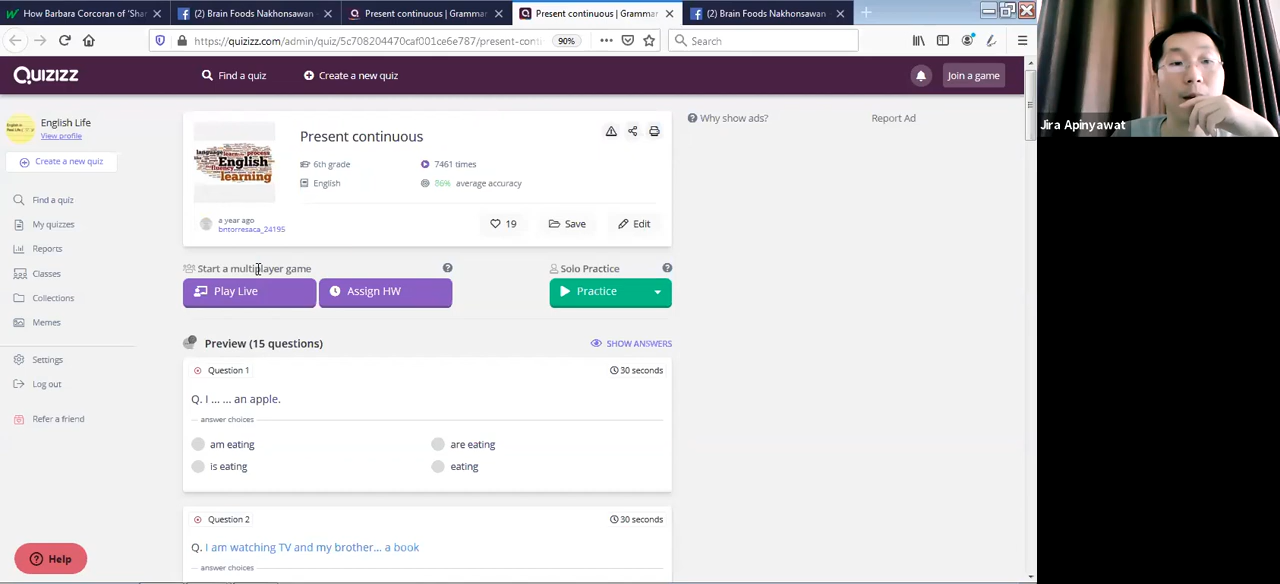 How Barbara Corcoran of 'Shar
(2) Brain Foods Nakhonsawan
Present continuous | Grammar
Present continuous | Grammar
(2) Brain Foods Nakhonsawan
https://quizizz.com/admin/quiz/5c708204470caf001ce6e787/present-cont
90%
Search
QUIZIZZ
Find a quiz
Create a new quiz
Join a game
English Life
View profile
Create a new quiz
Find a quiz
My quizzes
Reports
Classes
Collections
Memes
Settings
Log out
Refer a friend
Help
Present continuous
6th grade
7461 times
English
86% average accuracy
a year ago
bntorresaca_24195
19
Save
Edit
Start a multiplayer game
Solo Practice
Play Live
Assign HW
Practice
Preview (15 questions)
SHOW ANSWERS
Question 1
30 seconds
Q. I ... ... an apple.
answer choices
am eating
are eating
is eating
eating
Question 2
30 seconds
Q. I am watching TV and my brother... a book
answer choices
Why show ads?
Report Ad
Jira Apinyawat